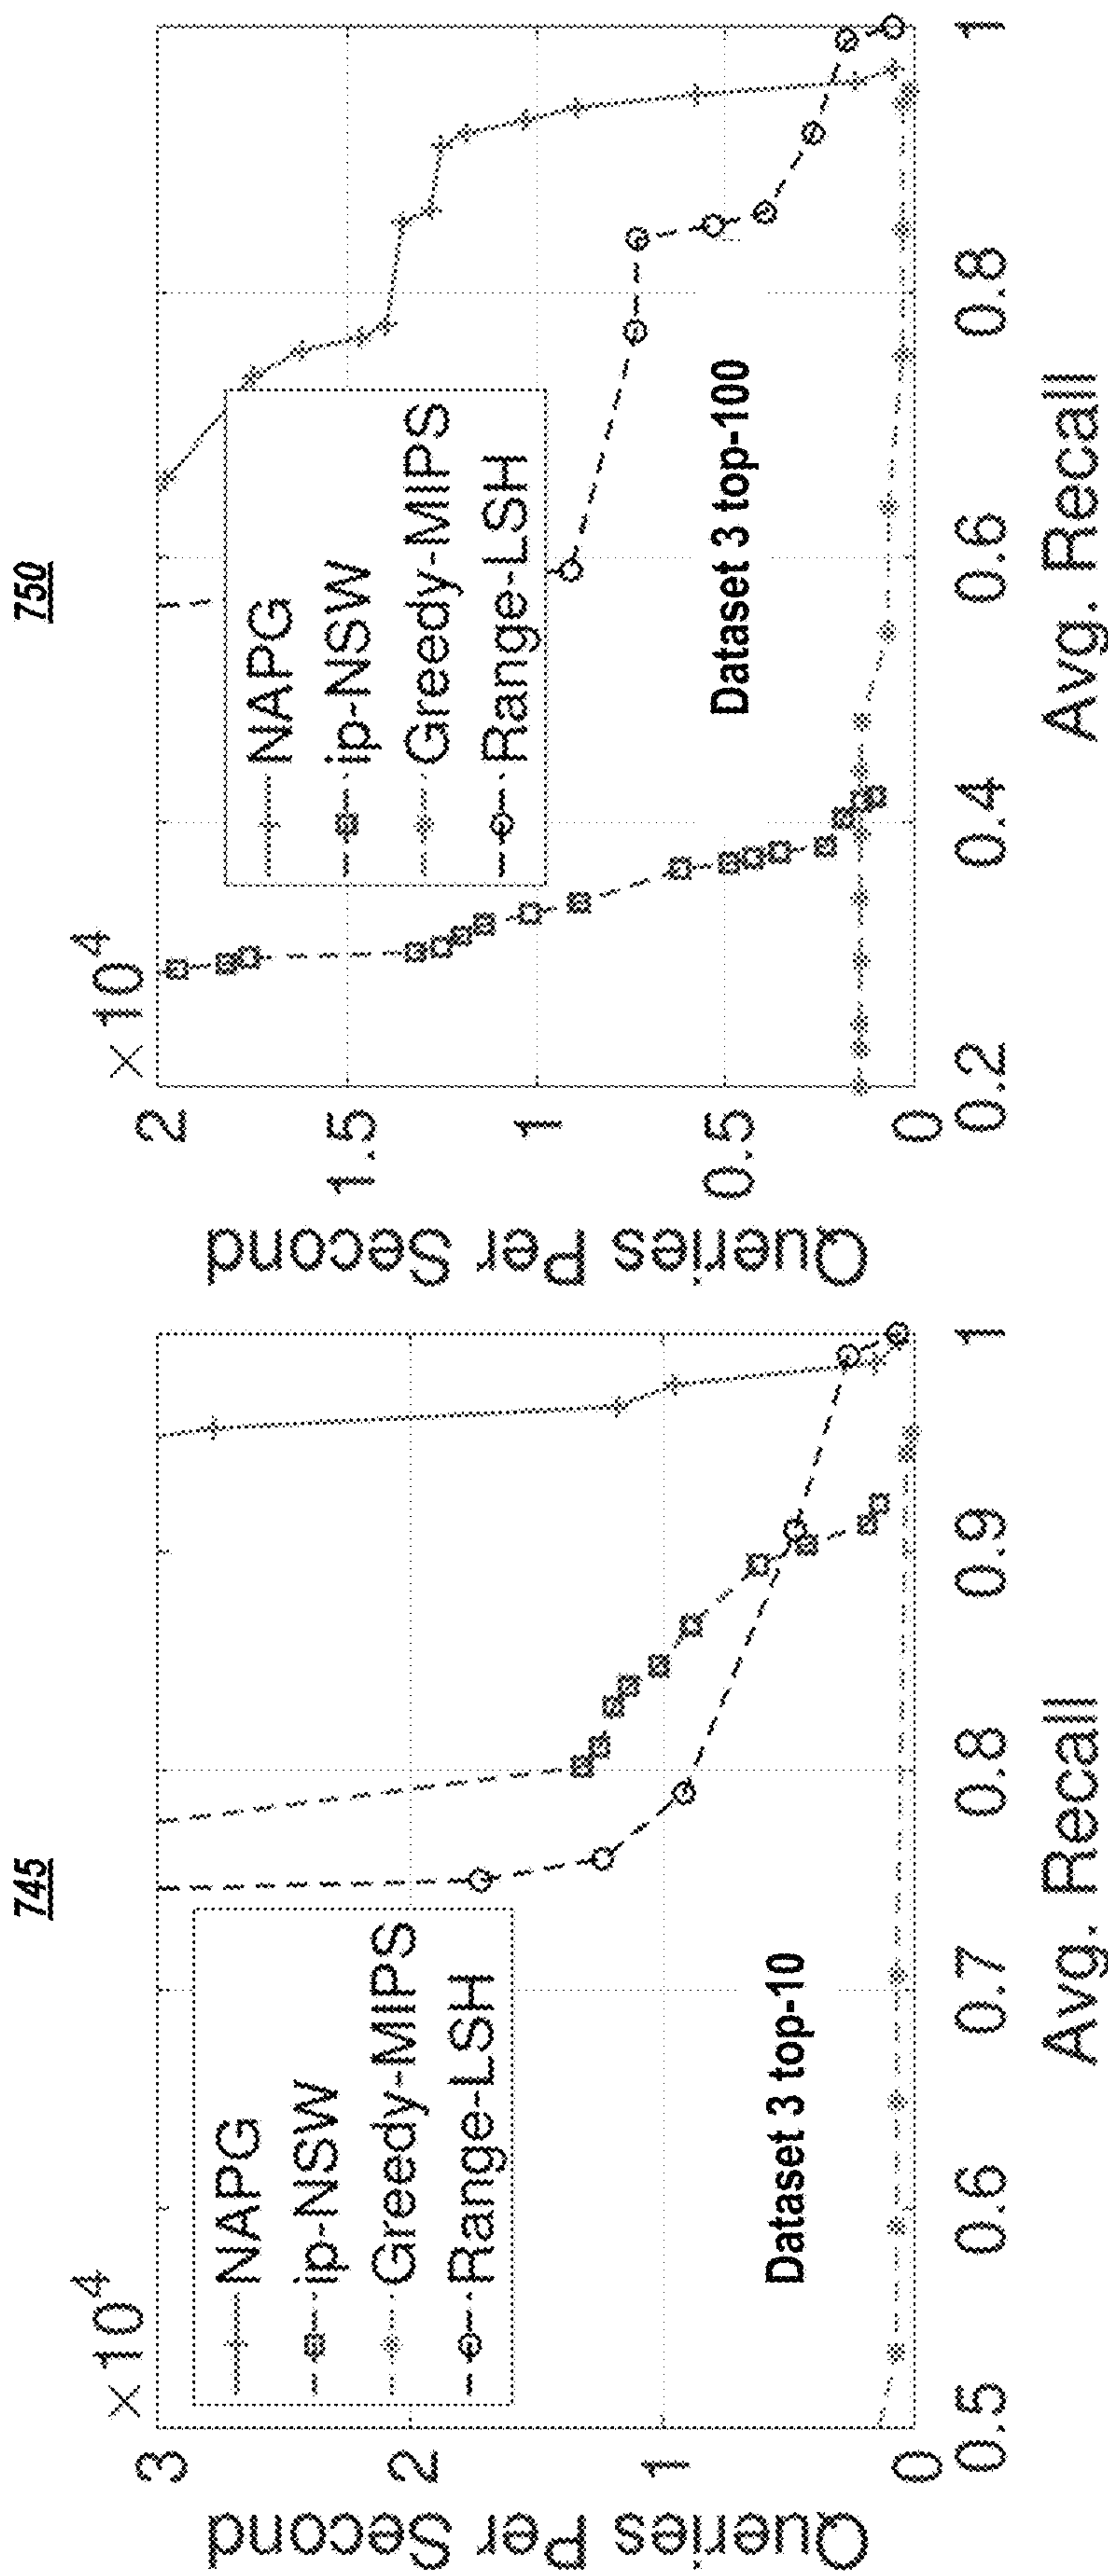 745
× 10^4
3
2
1
0
Queries Per Second
NAPG
ip-NSW
Greedy-MIPS
Range-LSH
Dataset 3 top-10
0.5
0.6
0.7
0.8
0.9
1
Avg. Recall
750
× 10^4
2
1.5
1
0.5
0
Queries Per Second
NAPG
ip-NSW
Greedy-MIPS
Range-LSH
Dataset 3 top-100
0.2
0.4
0.6
0.8
1
Avg. Recall